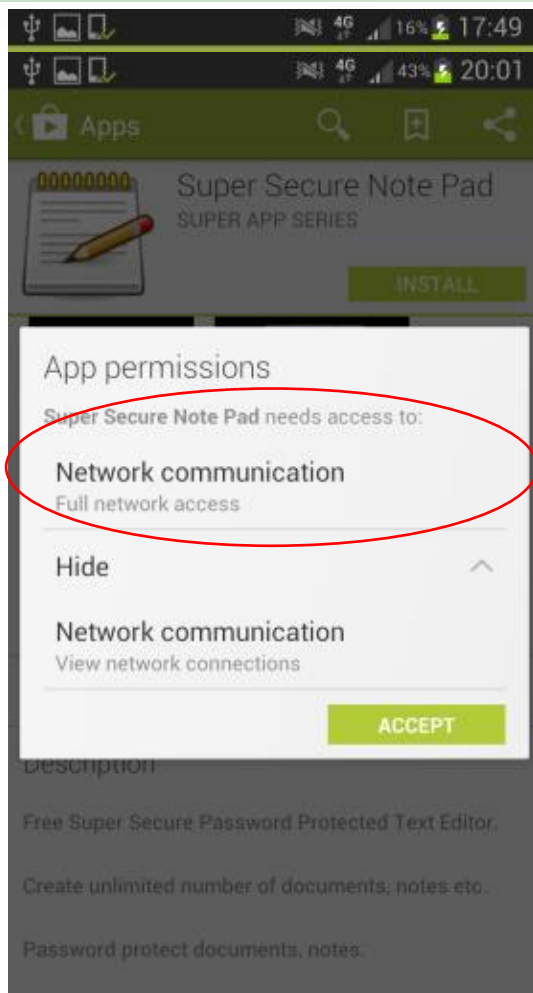 4G 16% 17:49
4G 43% 20:01
Apps
Super Secure Note Pad
SUPER APP SERIES
INSTALL
App permissions
Super Secure Note Pad needs access to:
Network communication
Full network access
Hide
Network communication
View network connections
ACCEPT
Description
Free Super Secure Password Protected Text Editor.
Create unlimited number of documents, notes etc.
Password protect documents, notes.